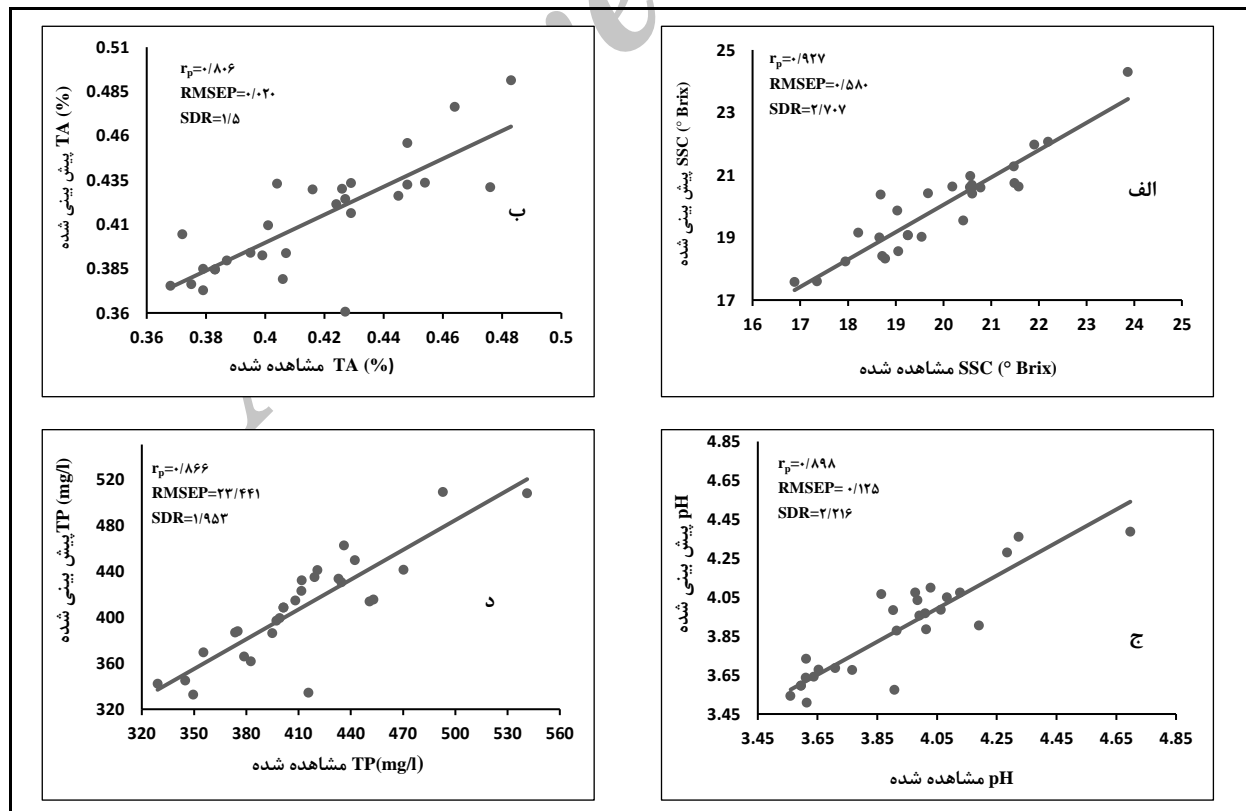 r_p=۰/۹۲۷
RMSEP=۰/۵۸۰
SDR=۲/۷۰۷
الف
پیش بینی شده SSC (° Brix)
25
23
21
19
17
16 17 18 19 20 21 22 23 24 25
مشاهده شده SSC (° Brix)
r_p=۰/۸۰۶
RMSEP=۰/۰۲۰
SDR=۱/۵
ب
پیش بینی شده TA (%)
0.51
0.485
0.46
0.435
0.41
0.385
0.36
0.36 0.38 0.4 0.42 0.44 0.46 0.48 0.5
مشاهده شده TA (%)
r_p=۰/۸۹۸
RMSEP= ۰/۱۲۵
SDR=۲/۲۱۶
ج
پیش بینی شده pH
4.85
4.65
4.45
4.25
4.05
3.85
3.65
3.45
3.45 3.65 3.85 4.05 4.25 4.45 4.65 4.85
مشاهده شده pH
r_p=۰/۸۶۶
RMSEP=۲۳/۴۴۱
SDR=۱/۹۵۳
د
پیش بینی شده TP (mg/l)
520
480
440
400
360
320
320 350 380 410 440 470 500 530 560
مشاهده شده TP(mg/l)